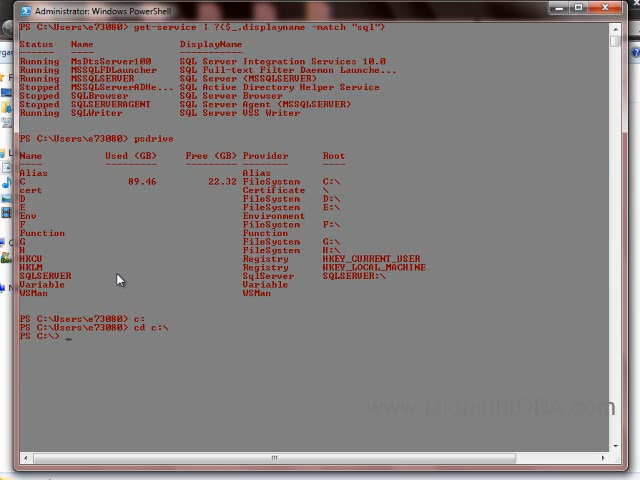 Administrator: Windows PowerShell
PS C:\Users\e73080> get-service | ?($_.displayname -match "sql")
Status Name DisplayName
------ ---- -----------
Running MsDtsServer100 SQL Server Integration Services 10.0
Running MSSQLFDLauncher SQL Full-text Filter Daemon Launche...
Running MSSQLSERVER SQL Server (MSSQLSERVER)
Stopped MSSQLServerADHe... SQL Active Directory Helper Service
Stopped SQLBrowser SQL Server Browser
Stopped SQLSERVERAGENT SQL Server Agent (MSSQLSERVER)
Running SQLWriter SQL Server VSS Writer
PS C:\Users\e73080> psdrive
Name Used (GB) Free (GB) Provider Root
---- --------- --------- -------- ----
Alias Alias
C 89.46 22.32 FileSystem C:\
cert Certificate \
D FileSystem D:\
E FileSystem E:\
Env Environment
F FileSystem F:\
Function Function
G FileSystem G:\
H FileSystem H:\
HKCU Registry HKEY_CURRENT_USER
HKLM Registry HKEY_LOCAL_MACHINE
SQLSERVER SqlServer SQLSERVER:\
Variable Variable
WSMan WSMan
PS C:\Users\e73080> c:
PS C:\Users\e73080> cd c:\
PS C:\> _
www.MidnightDBA.com